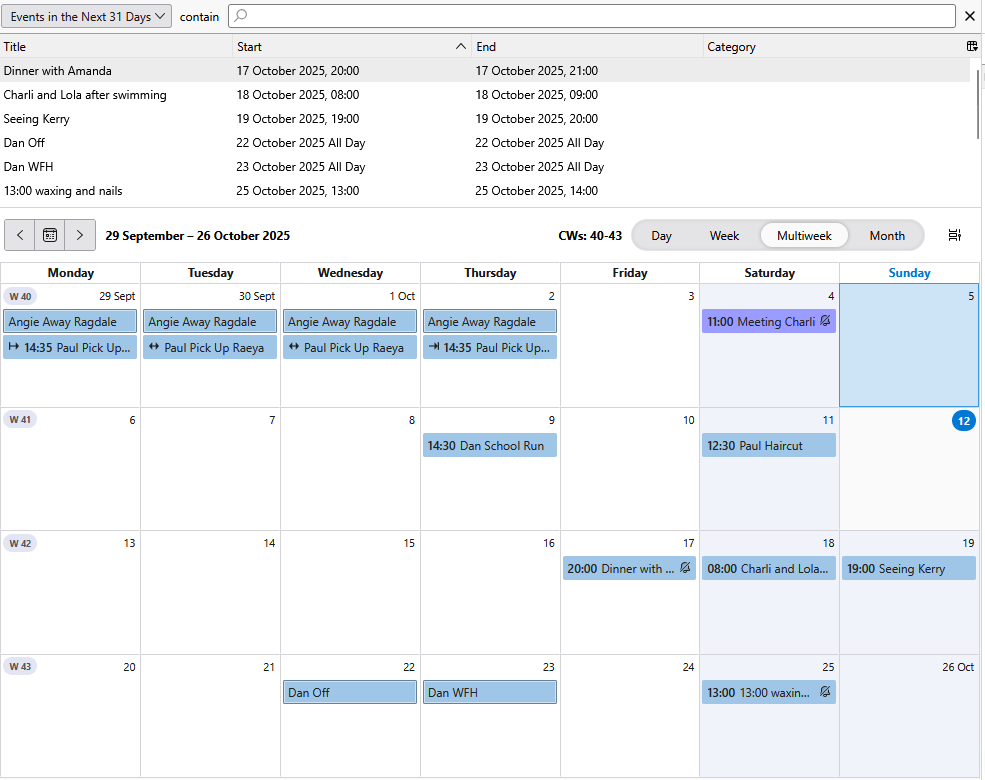 Events in the Next 31 Days contain
Title Start End Category
Dinner with Amanda 17 October 2025, 20:00 17 October 2025, 21:00
Charli and Lola after swimming 18 October 2025, 08:00 18 October 2025, 09:00
Seeing Kerry 19 October 2025, 19:00 19 October 2025, 20:00
Dan Off 22 October 2025 All Day 22 October 2025 All Day
Dan WFH 23 October 2025 All Day 23 October 2025 All Day
13:00 waxing and nails 25 October 2025, 13:00 25 October 2025, 14:00
29 September – 26 October 2025 CWs: 40-43 Day Week Multiweek Month
Monday Tuesday Wednesday Thursday Friday Saturday Sunday
W 40 29 Sept 30 Sept 1 Oct 2 3 4 5
Angie Away Ragdale Angie Away Ragdale Angie Away Ragdale Angie Away Ragdale 11:00 Meeting Charli
14:35 Paul Pick Up... Paul Pick Up Raeya Paul Pick Up Raeya 14:35 Paul Pick Up...
W 41 6 7 8 9 10 11 12
14:30 Dan School Run 12:30 Paul Haircut
W 42 13 14 15 16 17 18 19
20:00 Dinner with ... 08:00 Charli and Lola... 19:00 Seeing Kerry
W 43 20 21 22 23 24 25 26 Oct
Dan Off Dan WFH 13:00 13:00 waxin...